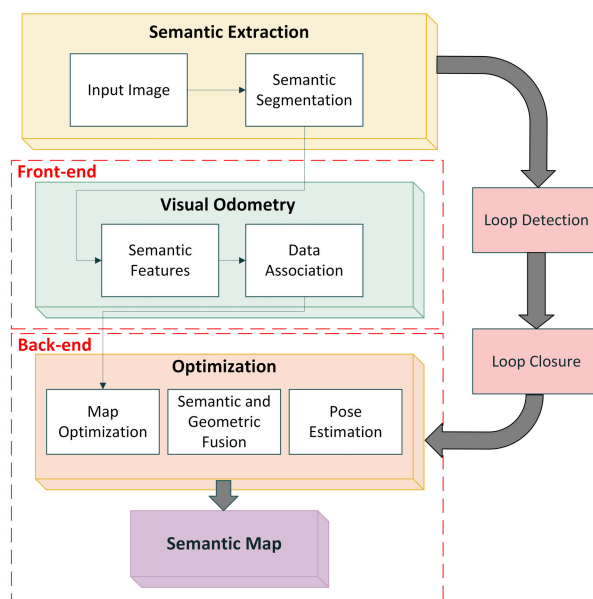 Semantic Extraction
Input Image
Semantic
Segmentation
Front-end
Visual Odometry
Semantic
Features
Data
Association
Loop Detection
Back-end
Optimization
Map
Optimization
Semantic and
Geometric
Fusion
Pose
Estimation
Loop Closure
Semantic Map